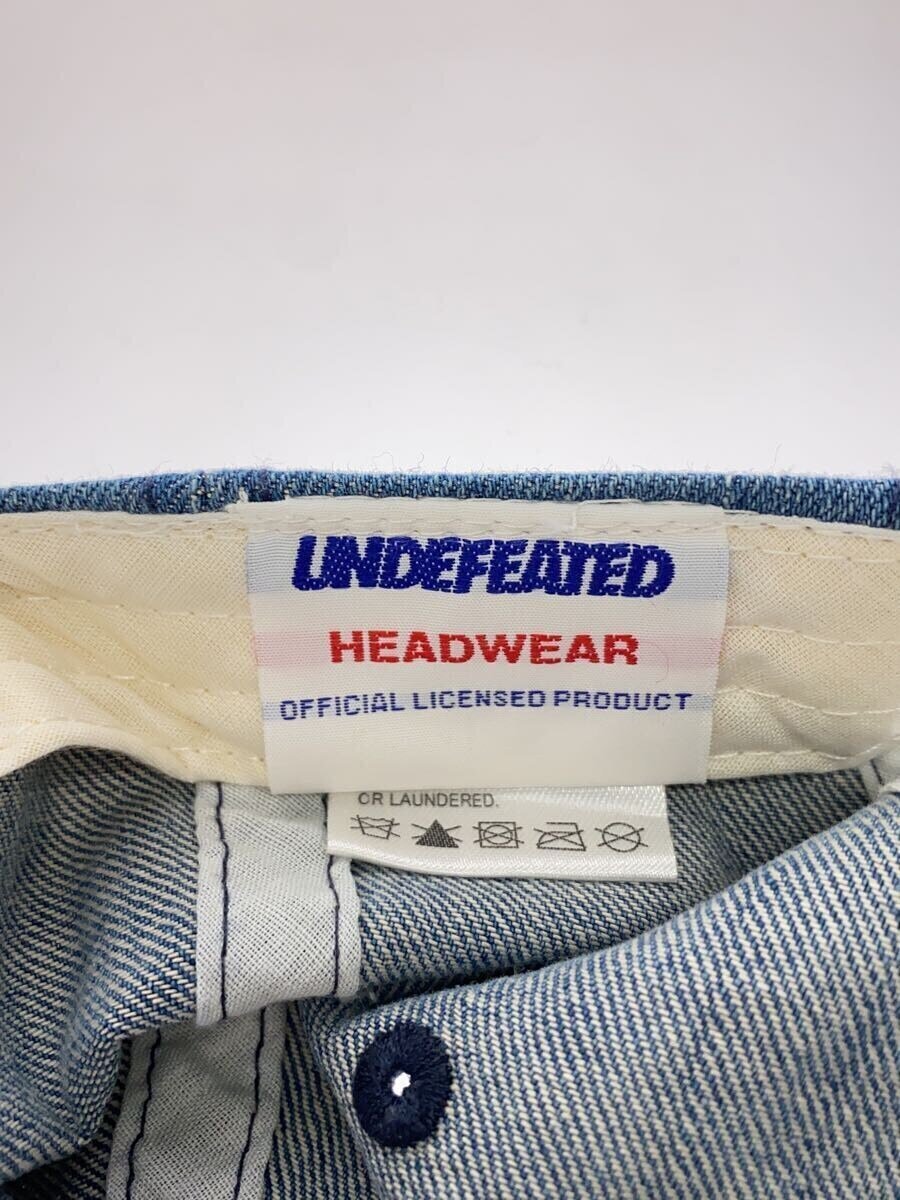 UNDEFEATED
HEADWEAR
OFFICIAL LICENSED PRODUCT
OR LAUNDERED.